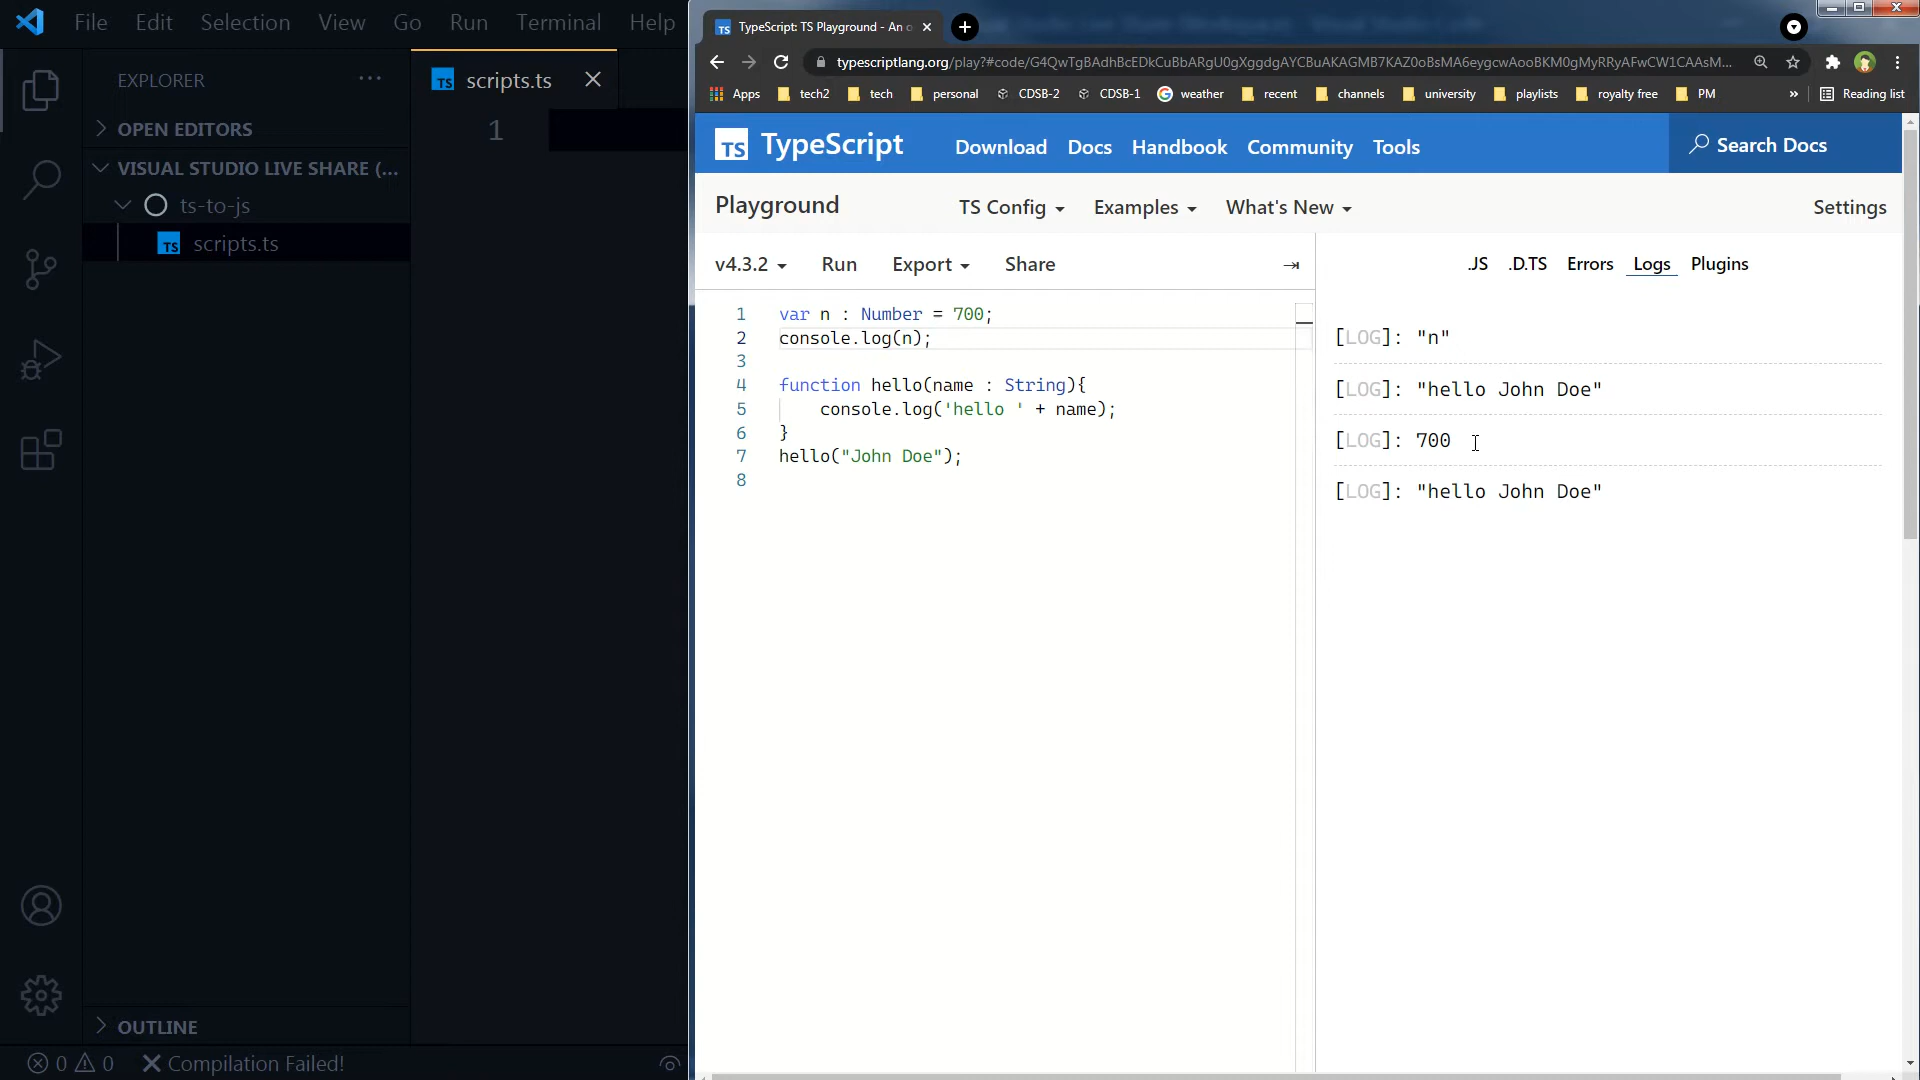 File Edit Selection View Go Run Terminal Help
EXPLORER ...
OPEN EDITORS
VISUAL STUDIO LIVE SHARE (...
ts-to-js
TS scripts.ts
OUTLINE
0 0 Compilation Failed!
TS scripts.ts
1
TS TypeScript: TS Playground - An o
typescriptlang.org/play?#code/G4QwTgBAdhBcEDkCuBbARgU0gXggdgAYCBuAKAGMB7KAZ0oBsMA6eygcwAooBKM0gMyRRyAFwCW1CAAsM...
Apps tech2 tech personal CDSB-2 CDSB-1 weather recent channels university playlists royalty free PM » Reading list
TS TypeScript Download Docs Handbook Community Tools Search Docs
Playground TS Config Examples What's New Settings
v4.3.2 Run Export Share
.JS .D.TS Errors Logs Plugins
1 var n : Number = 700;
2 console.log(n);
3
4 function hello(name : String){
5 console.log('hello ' + name);
6 }
7 hello("John Doe");
8
[LOG]: "n"
[LOG]: "hello John Doe"
[LOG]: 700
[LOG]: "hello John Doe"